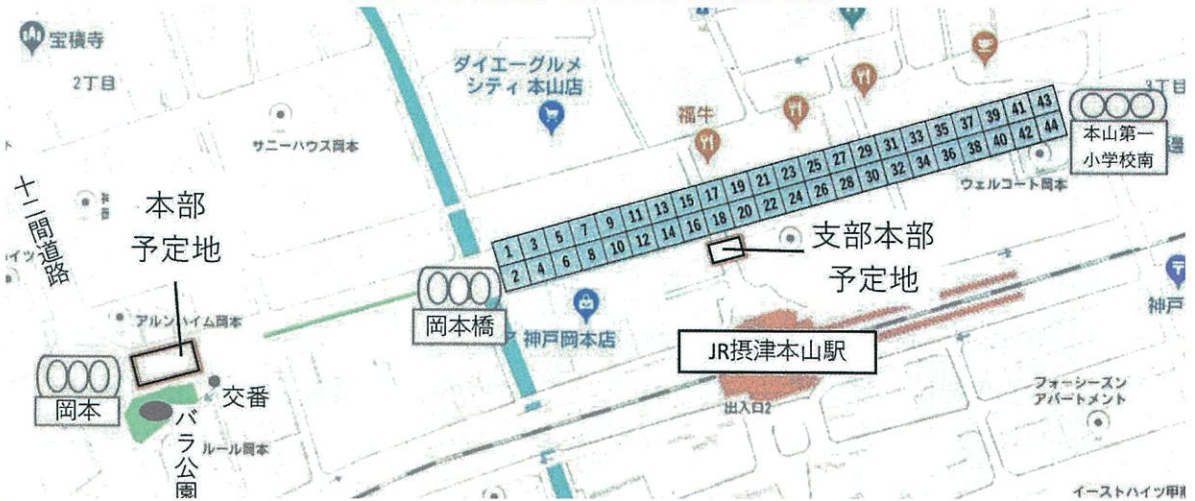 宝積寺
2丁目
ダイエーグルメ
シティ 本山店
サニーハウス岡本
福牛
3丁目
1 3 5 7 9 11 13 15 17 19 21 23 25 27 29 31 33 35 37 39 41 43
2 4 6 8 10 12 14 16 18 20 22 24 26 28 30 32 34 36 38 40 42 44
本山第一
小学校南
ウェルコート岡本
十二間道路
本部
予定地
支部本部
予定地
岡本橋
神戸岡本店
神戸
アルンハイム岡本
JR摂津本山駅
岡本
交番
バラ公園
ルール岡本
出入口2
フォーシーズン
アパートメント
イーストハイツ甲南